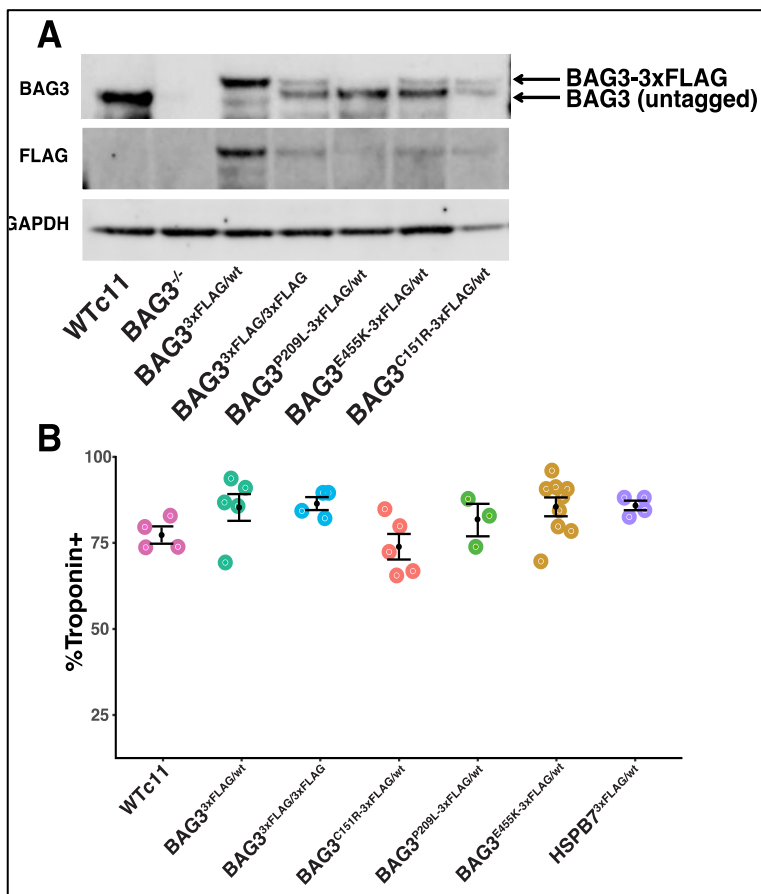 A
BAG3
BAG3-3xFLAG
BAG3 (untagged)
FLAG
GAPDH
WTc11
BAG3-/-
BAG33xFLAG/wt
BAG33xFLAG/3xFLAG
BAG3P209L-3xFLAG/wt
BAG3E455K-3xFLAG/wt
BAG3C151R-3xFLAG/wt
B
%Troponin+
100
75
50
25
WTc11
BAG33xFLAG/wt
BAG33xFLAG/3xFLAG
BAG3C151R-3xFLAG/wt
BAG3P209L-3xFLAG/wt
BAG3E455K-3xFLAG/wt
HSPB73xFLAG/wt